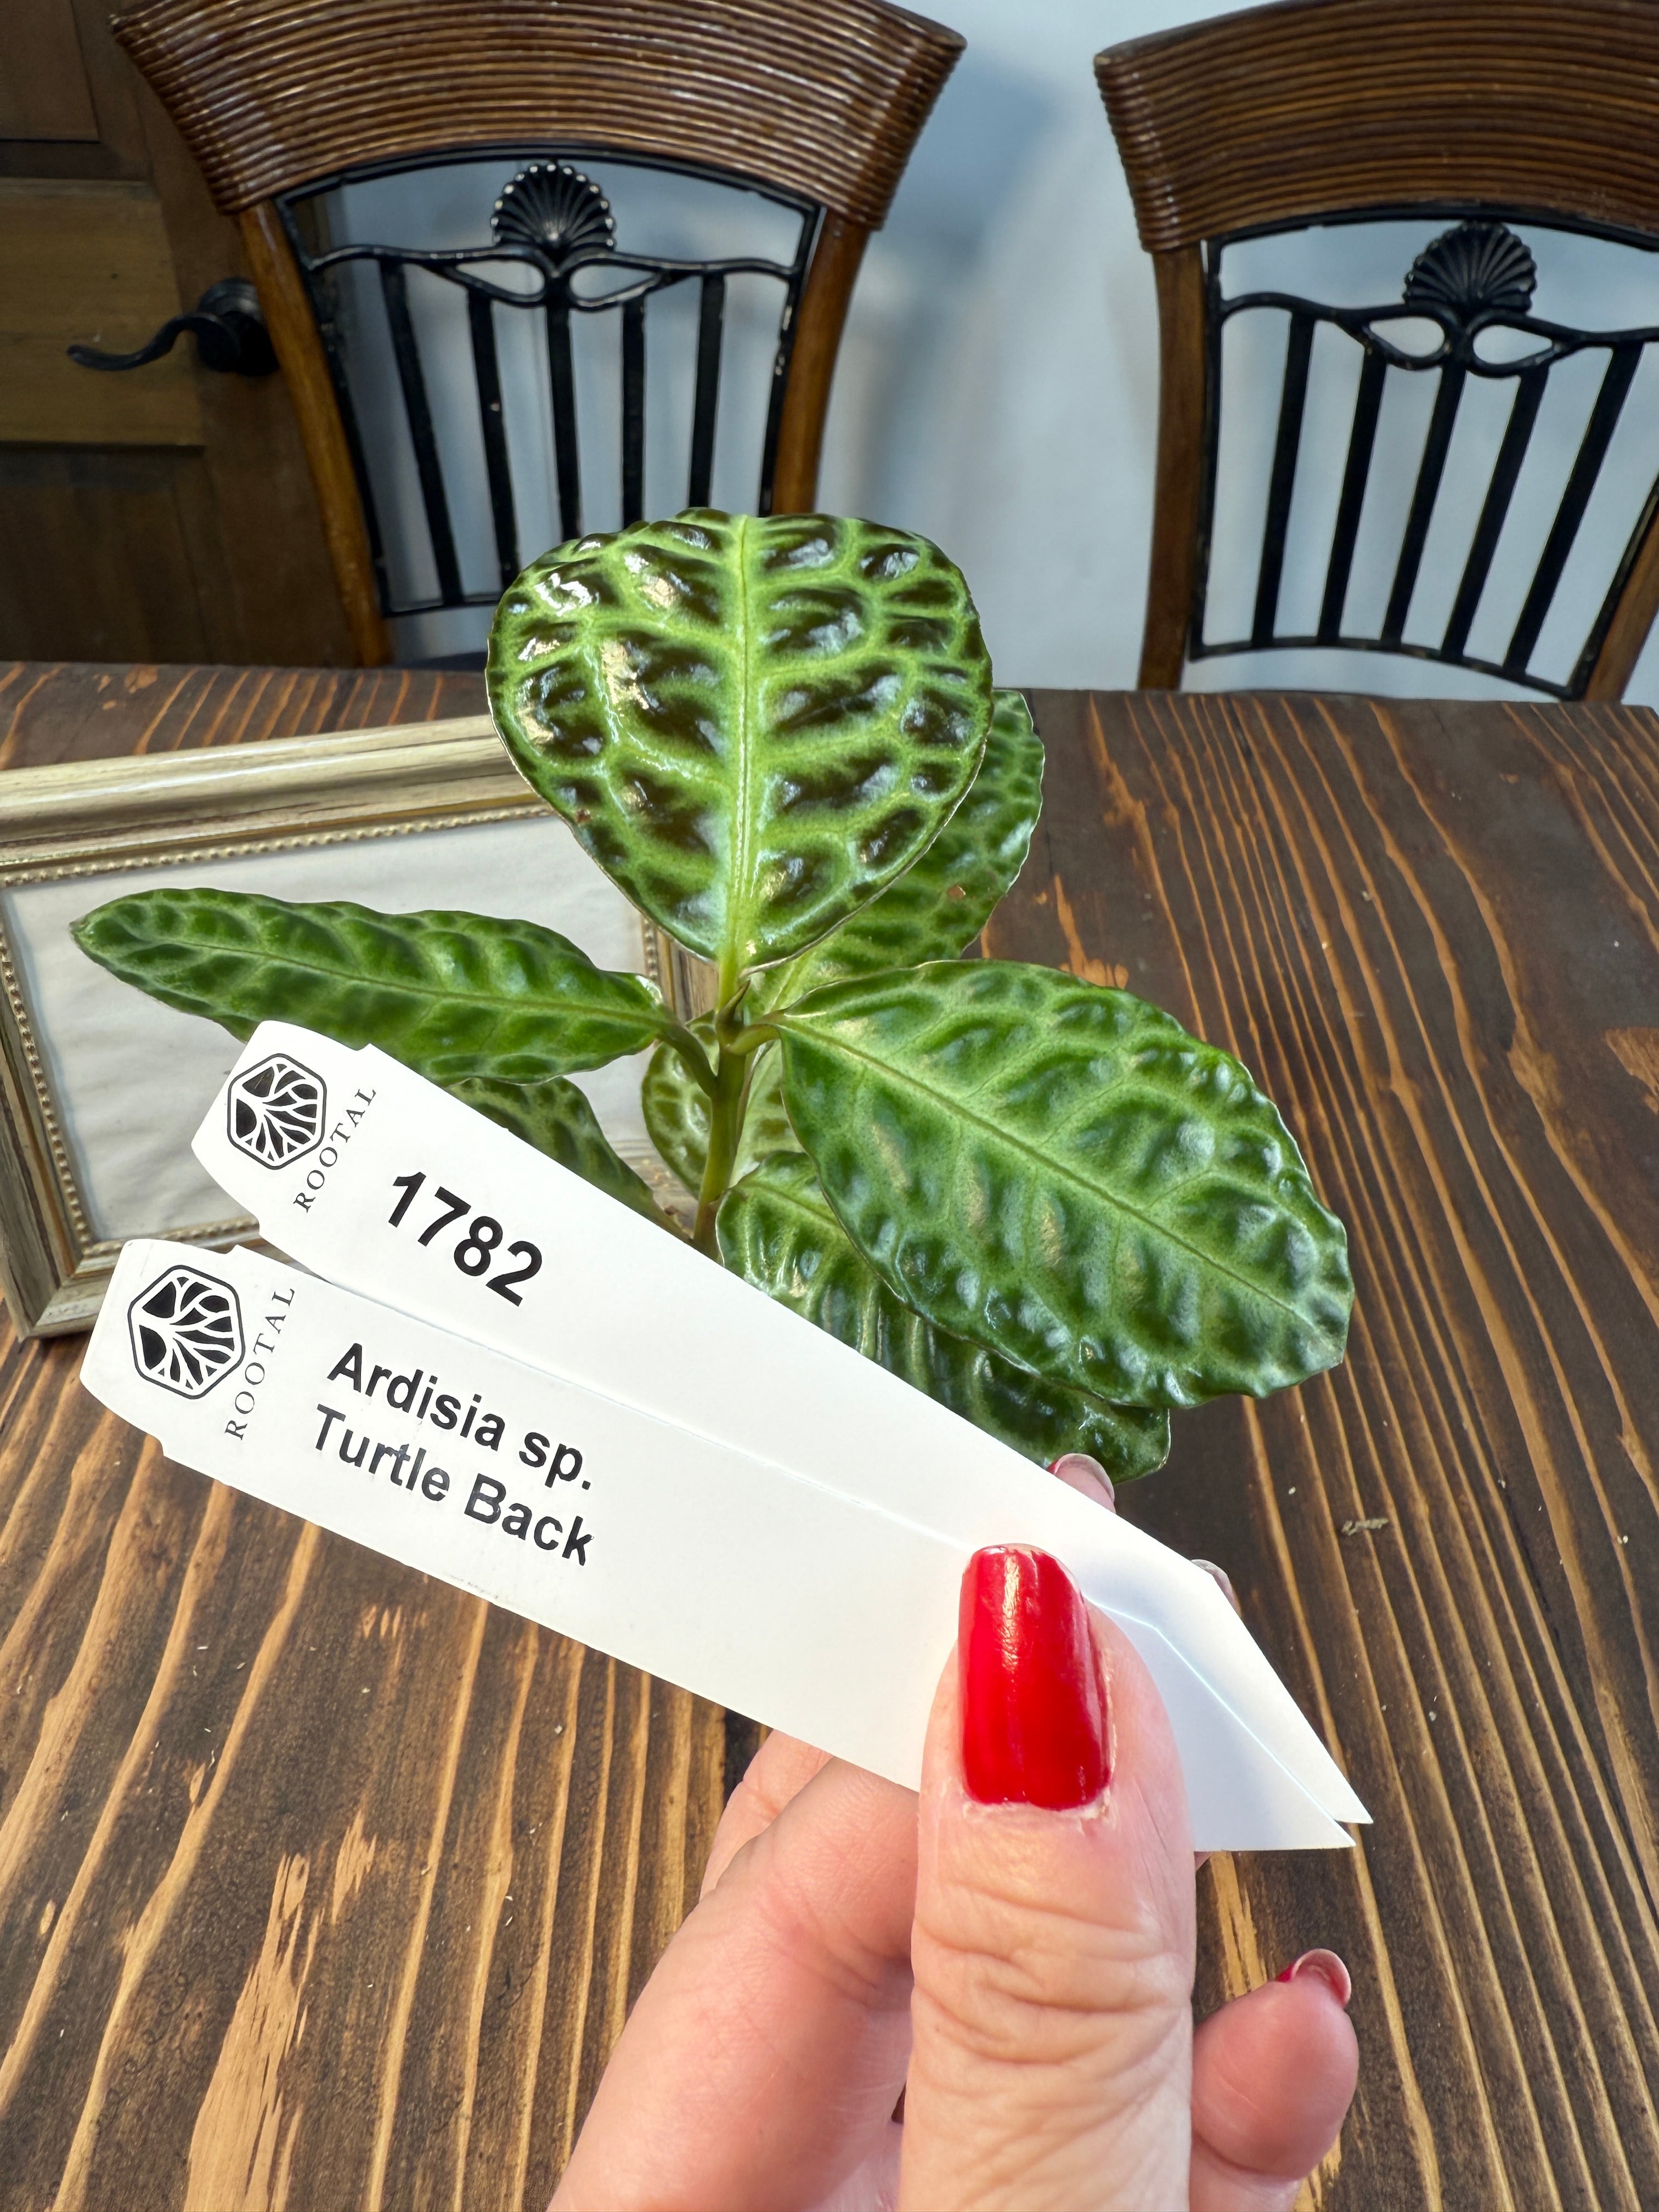 ROOTAL
1782
ROOTAL
Ardisia sp.
Turtle Back